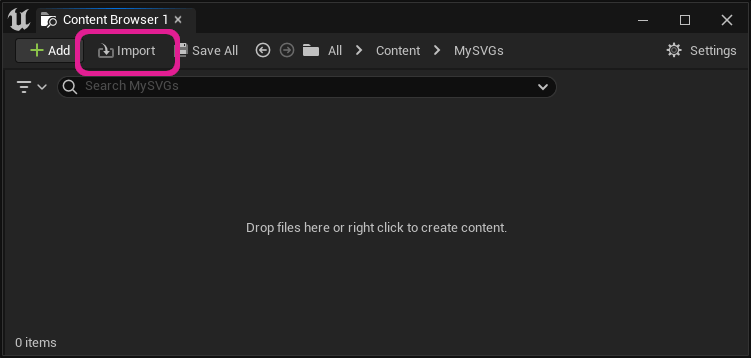 Content Browser 1
Add Import Save All All Content MySVGs Settings
Search MySVGs
Drop files here or right click to create content.
0 items